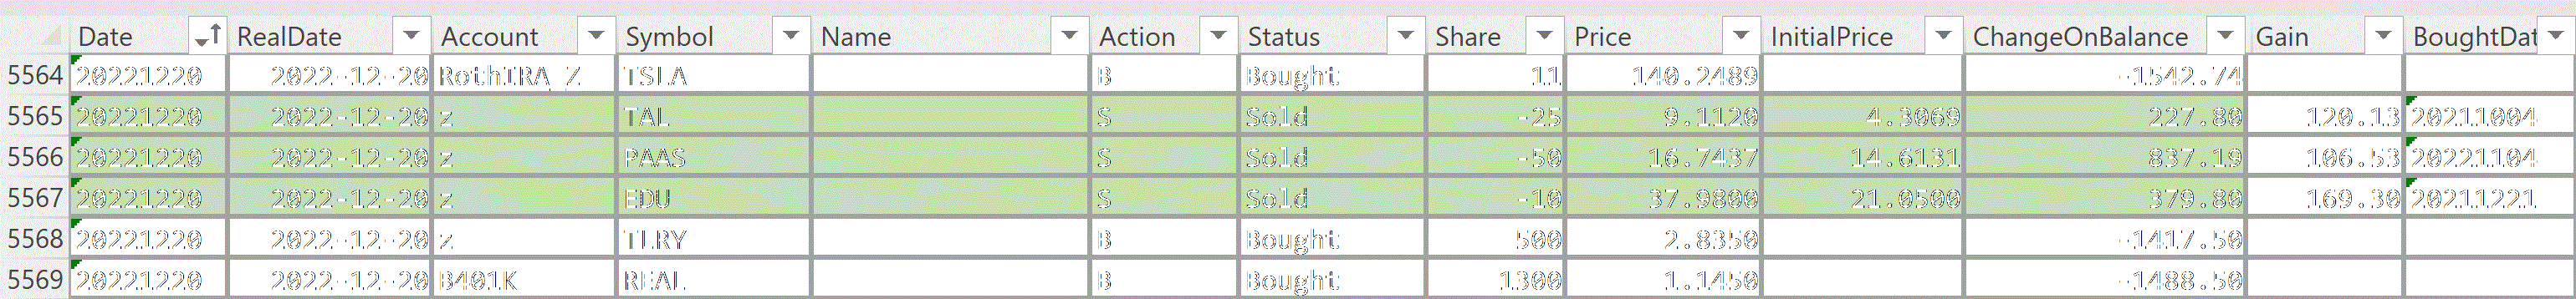 Date RealDate Account Symbol Name Action Status Share Price InitialPrice ChangeOnBalance Gain BoughtDat
5564 20221220 2022-12-20 RothIRA_Z TSLA B Bought 11 140.2489 -1542.74
5565 20221220 2022-12-20 z TAL S Sold -25 9.1120 4.3069 227.80 120.13 20211004
5566 20221220 2022-12-20 z PAAS S Sold -50 16.7437 14.6131 837.19 106.53 20221104
5567 20221220 2022-12-20 z EDU S Sold -10 37.9800 21.0500 379.80 169.30 20211221
5568 20221220 2022-12-20 z TLRY B Bought 500 2.8350 -1417.50
5569 20221220 2022-12-20 B401K REAL B Bought 1300 1.1450 -1488.50